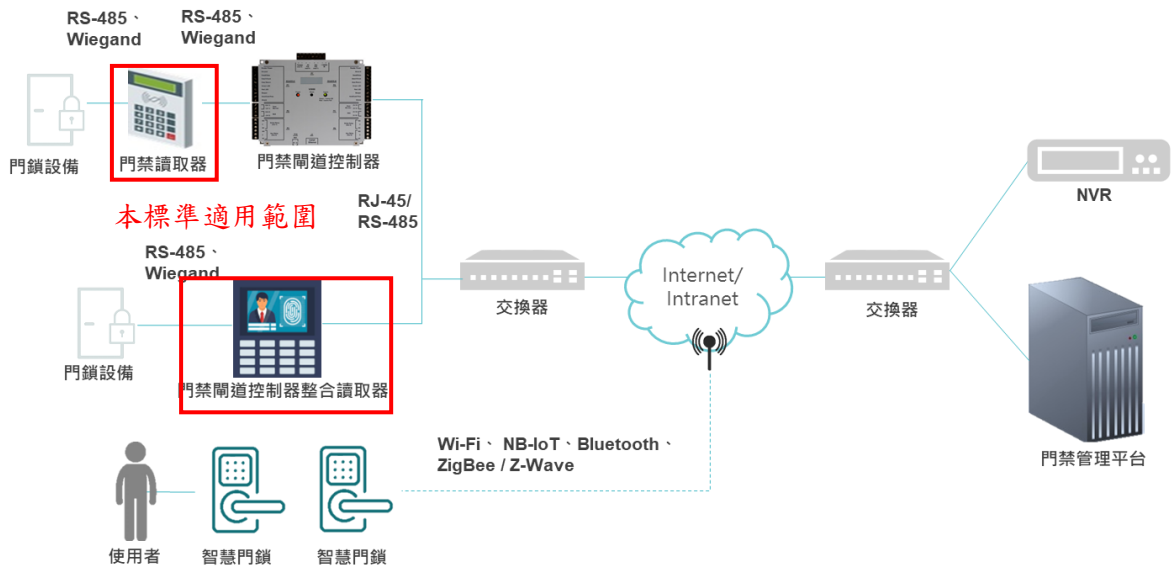 RS-485、
Wiegand
RS-485、
Wiegand
門鎖設備
門禁讀取器
門禁閘道控制器
本標準適用範圍
RJ-45/
RS-485
RS-485、
Wiegand
門鎖設備
門禁閘道控制器整合讀取器
交換器
Internet/
Intranet
交換器
NVR
門禁管理平台
Wi-Fi、 NB-IoT、Bluetooth、
ZigBee / Z-Wave
使用者
智慧門鎖
智慧門鎖